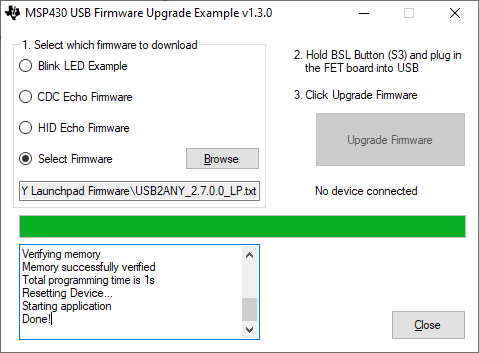 MSP430 USB Firmware Upgrade Example v1.3.0
1. Select which firmware to download
Blink LED Example
CDC Echo Firmware
HID Echo Firmware
Select Firmware
Browse
Y Launchpad Firmware\USB2ANY_2.7.0.0_LP.txt
2. Hold BSL Button (S3) and plug in
the FET board into USB
3. Click Upgrade Firmware
Upgrade Firmware
No device connected
Verifying memory
Memory successfully verified
Total programming time is 1s
Resetting Device...
Starting application
Done!
Close